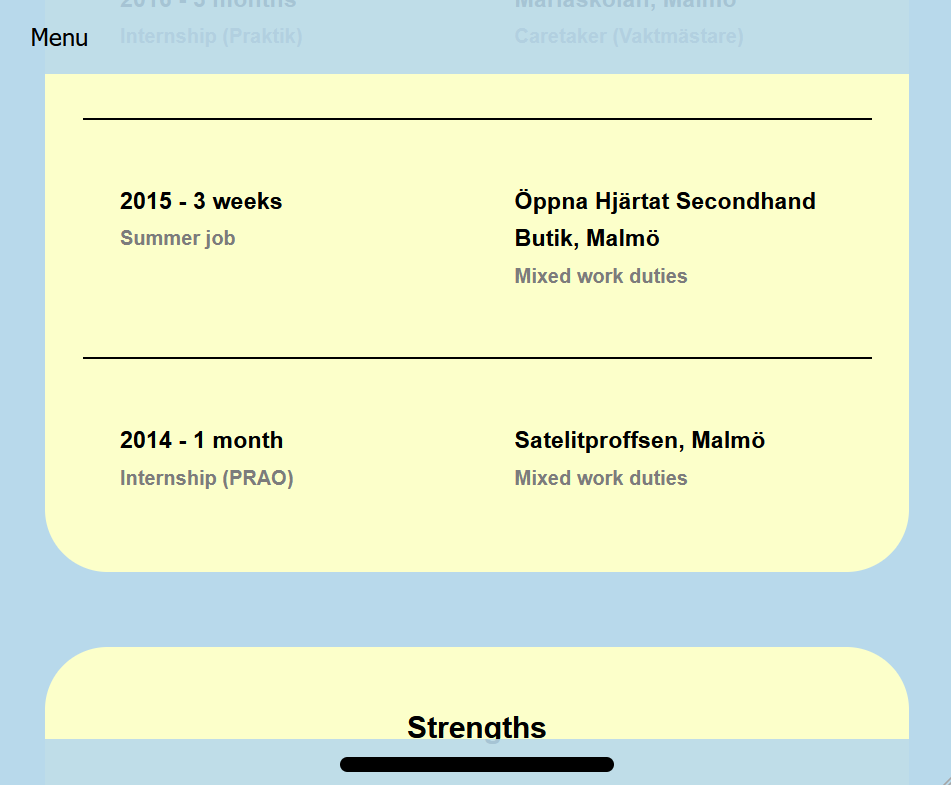 2016 - 3 months
Mariaskolan, Malmö
Menu
Internship (Praktik)
Caretaker (Vaktmästare)
2015 - 3 weeks
Summer job
Öppna Hjärtat Secondhand
Butik, Malmö
Mixed work duties
2014 - 1 month
Internship (PRAO)
Satelitproffsen, Malmö
Mixed work duties
Strengths